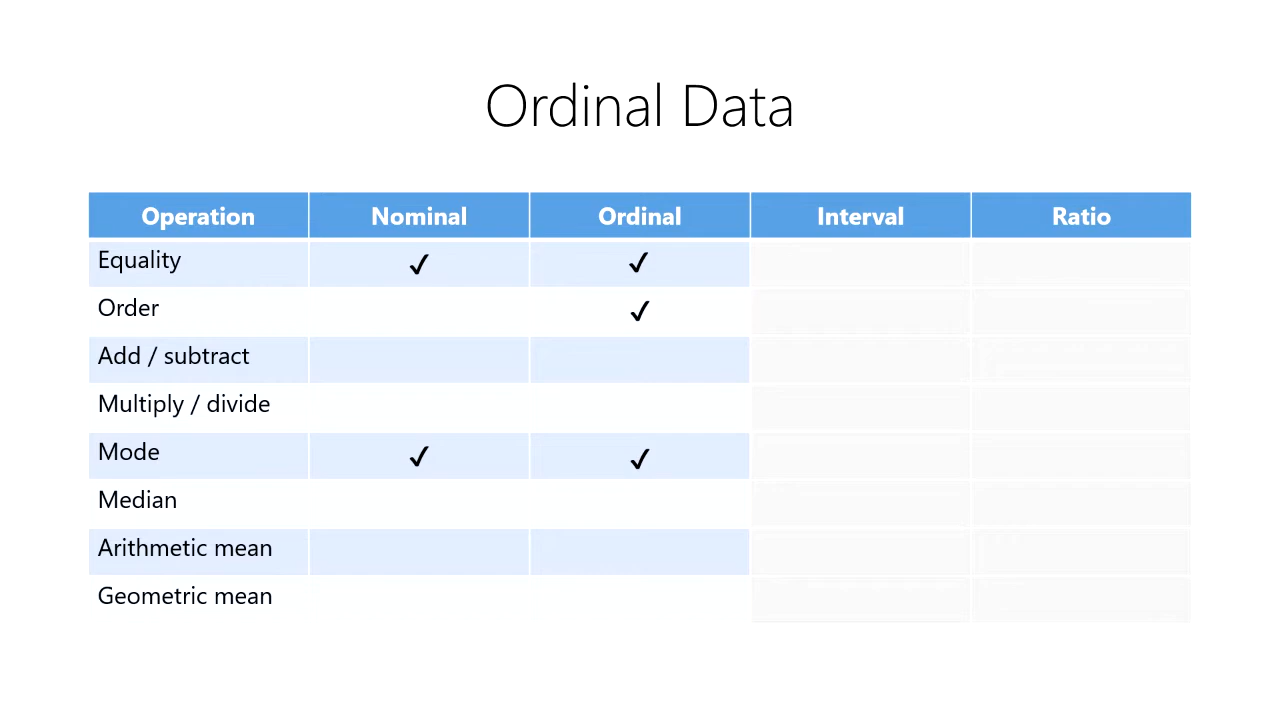 Ordinal Data
Operation Nominal Ordinal Interval Ratio
Equality ✓ ✓
Order ✓
Add / subtract
Multiply / divide
Mode ✓ ✓
Median
Arithmetic mean
Geometric mean